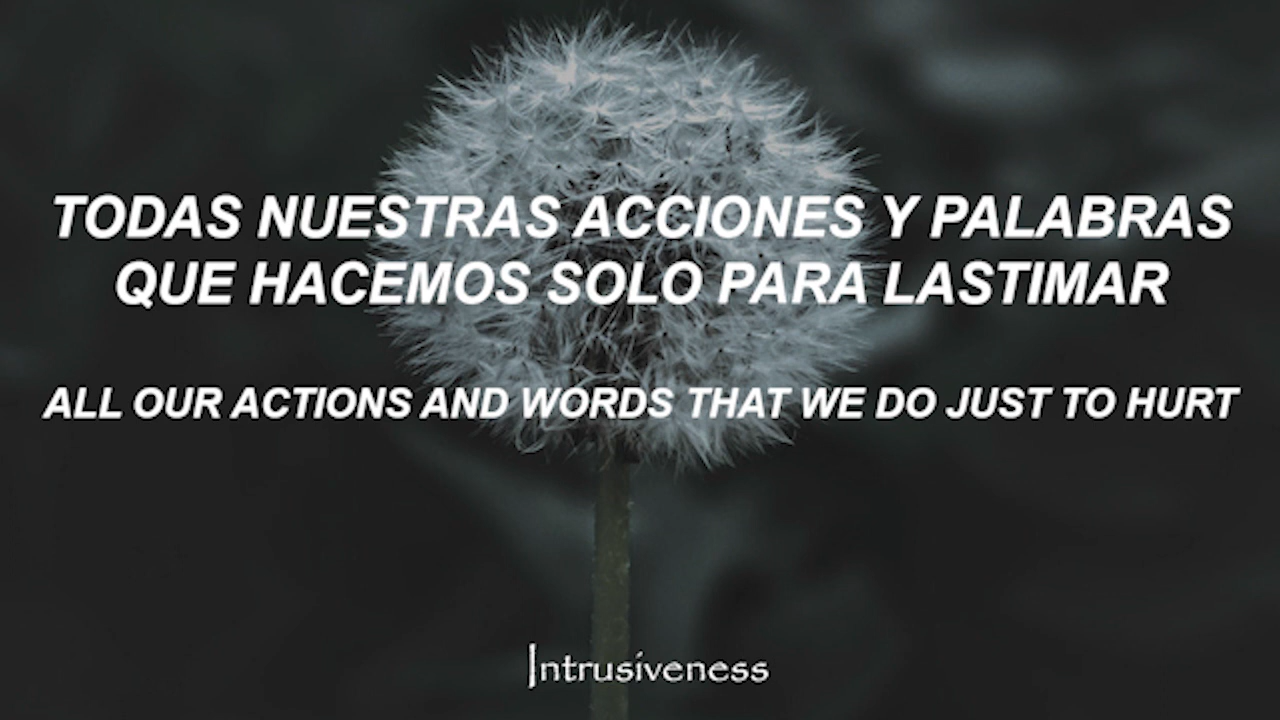 TODAS NUESTRAS ACCIONES Y PALABRAS
QUE HACEMOS SOLO PARA LASTIMAR
ALL OUR ACTIONS AND WORDS THAT WE DO JUST TO HURT
Intrusiveness